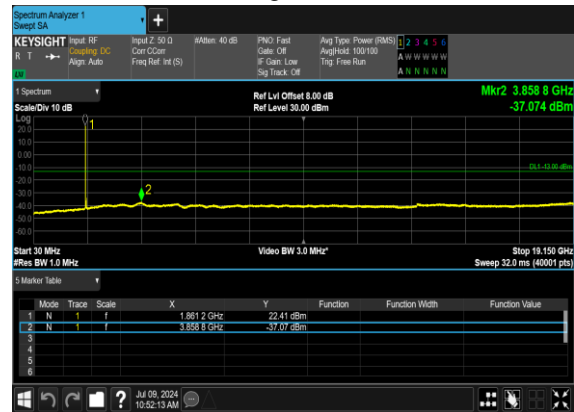 Spectrum Analyzer 1
Swept SA
+
KEYSIGHT Input: RF Input Z: 50 Ω #Atten: 40 dB PNO: Fast Avg Type: Power (RMS) 1 2 3 4 5 6
R T Coupling: DC Corr CCorr Gate: Off Avg|Hold: 100/100 A W W W W W
Align: Auto Freq Ref: Int (S) IF Gain: Low Trig: Free Run
Sig Track: Off A N N N N N
1 Spectrum Ref Lvl Offset 8.00 dB Mkr2 3.858 8 GHz
Scale/Div 10 dB Ref Level 30.00 dBm -37.074 dBm
Log
20.0
10.0
0.00
-10.0
-20.0
-30.0
-40.0
-50.0
-60.0
1
2
DL1 -13.00 dBm
Start 30 MHz Video BW 3.0 MHz* Stop 19.150 GHz
#Res BW 1.0 MHz Sweep 32.0 ms (40001 pts)
5 Marker Table
Mode Trace Scale X Y Function Function Width Function Value
1 N 1 f 1.861 2 GHz 22.41 dBm
2 N 1 f 3.858 8 GHz -37.07 dBm
3
4
5
6
? Jul 09, 2024
10:52:13 AM